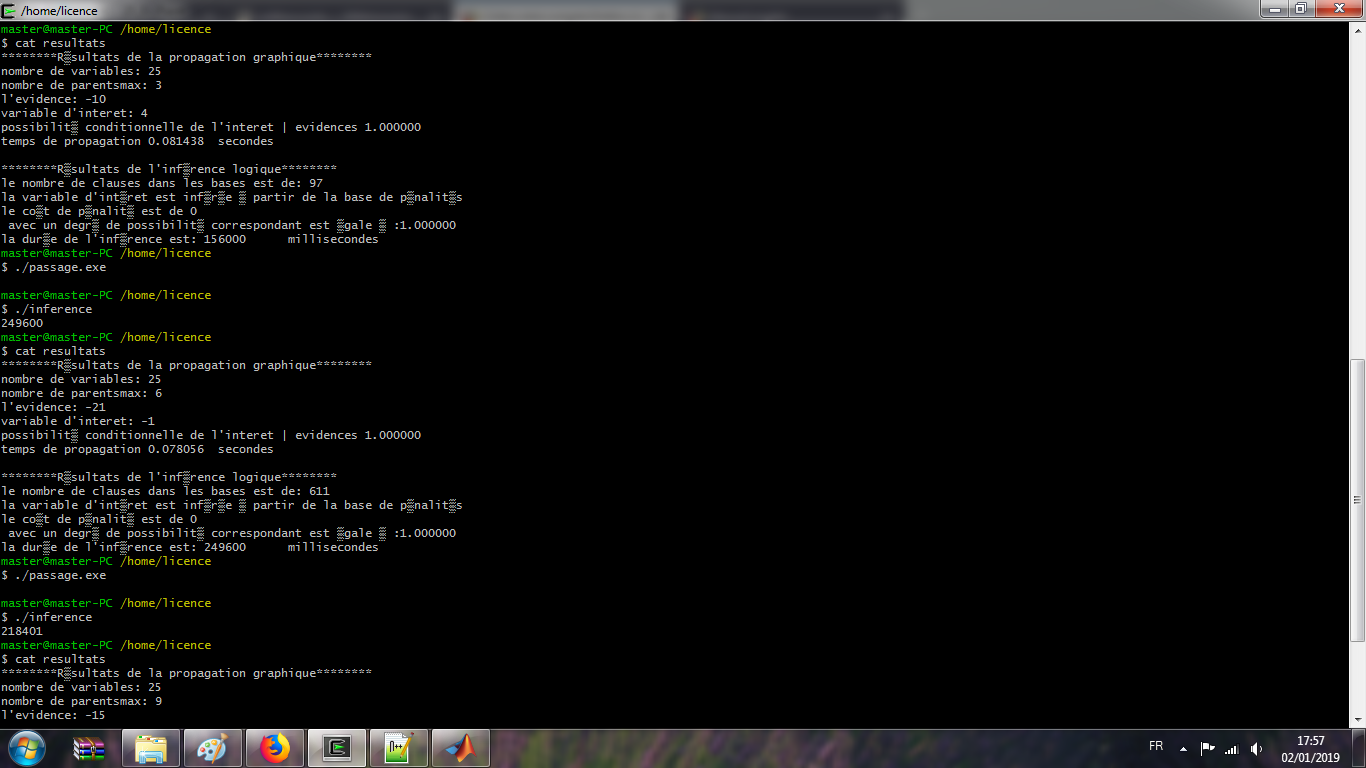 /home/licence
master@master-PC /home/licence
$ cat resultats
********R▒sultats de la propagation graphique********
nombre de variables: 25
nombre de parentsmax: 3
l'evidence: -10
variable d'interet: 4
possibilit▒ conditionnelle de l'interet | evidences 1.000000
temps de propagation 0.081438  secondes
********R▒sultats de l'inf▒rence logique********
le nombre de clauses dans les bases est de: 97
la variable d'int▒ret est inf▒r▒e ▒ partir de la base de p▒nalit▒s
le co▒t de p▒nalit▒ est de 0
 avec un degr▒ de possibilit▒ correspondant est ▒gale ▒ :1.000000
la dur▒e de l'inf▒rence est: 156000      millisecondes
master@master-PC /home/licence
$ ./passage.exe
master@master-PC /home/licence
$ ./inference
249600
master@master-PC /home/licence
$ cat resultats
********R▒sultats de la propagation graphique********
nombre de variables: 25
nombre de parentsmax: 6
l'evidence: -21
variable d'interet: -1
possibilit▒ conditionnelle de l'interet | evidences 1.000000
temps de propagation 0.078056  secondes
********R▒sultats de l'inf▒rence logique********
le nombre de clauses dans les bases est de: 611
la variable d'int▒ret est inf▒r▒e ▒ partir de la base de p▒nalit▒s
le co▒t de p▒nalit▒ est de 0
 avec un degr▒ de possibilit▒ correspondant est ▒gale ▒ :1.000000
la dur▒e de l'inf▒rence est: 249600      millisecondes
master@master-PC /home/licence
$ ./passage.exe
master@master-PC /home/licence
$ ./inference
218401
master@master-PC /home/licence
$ cat resultats
********R▒sultats de la propagation graphique********
nombre de variables: 25
nombre de parentsmax: 9
l'evidence: -15
FR
17:57
02/01/2019